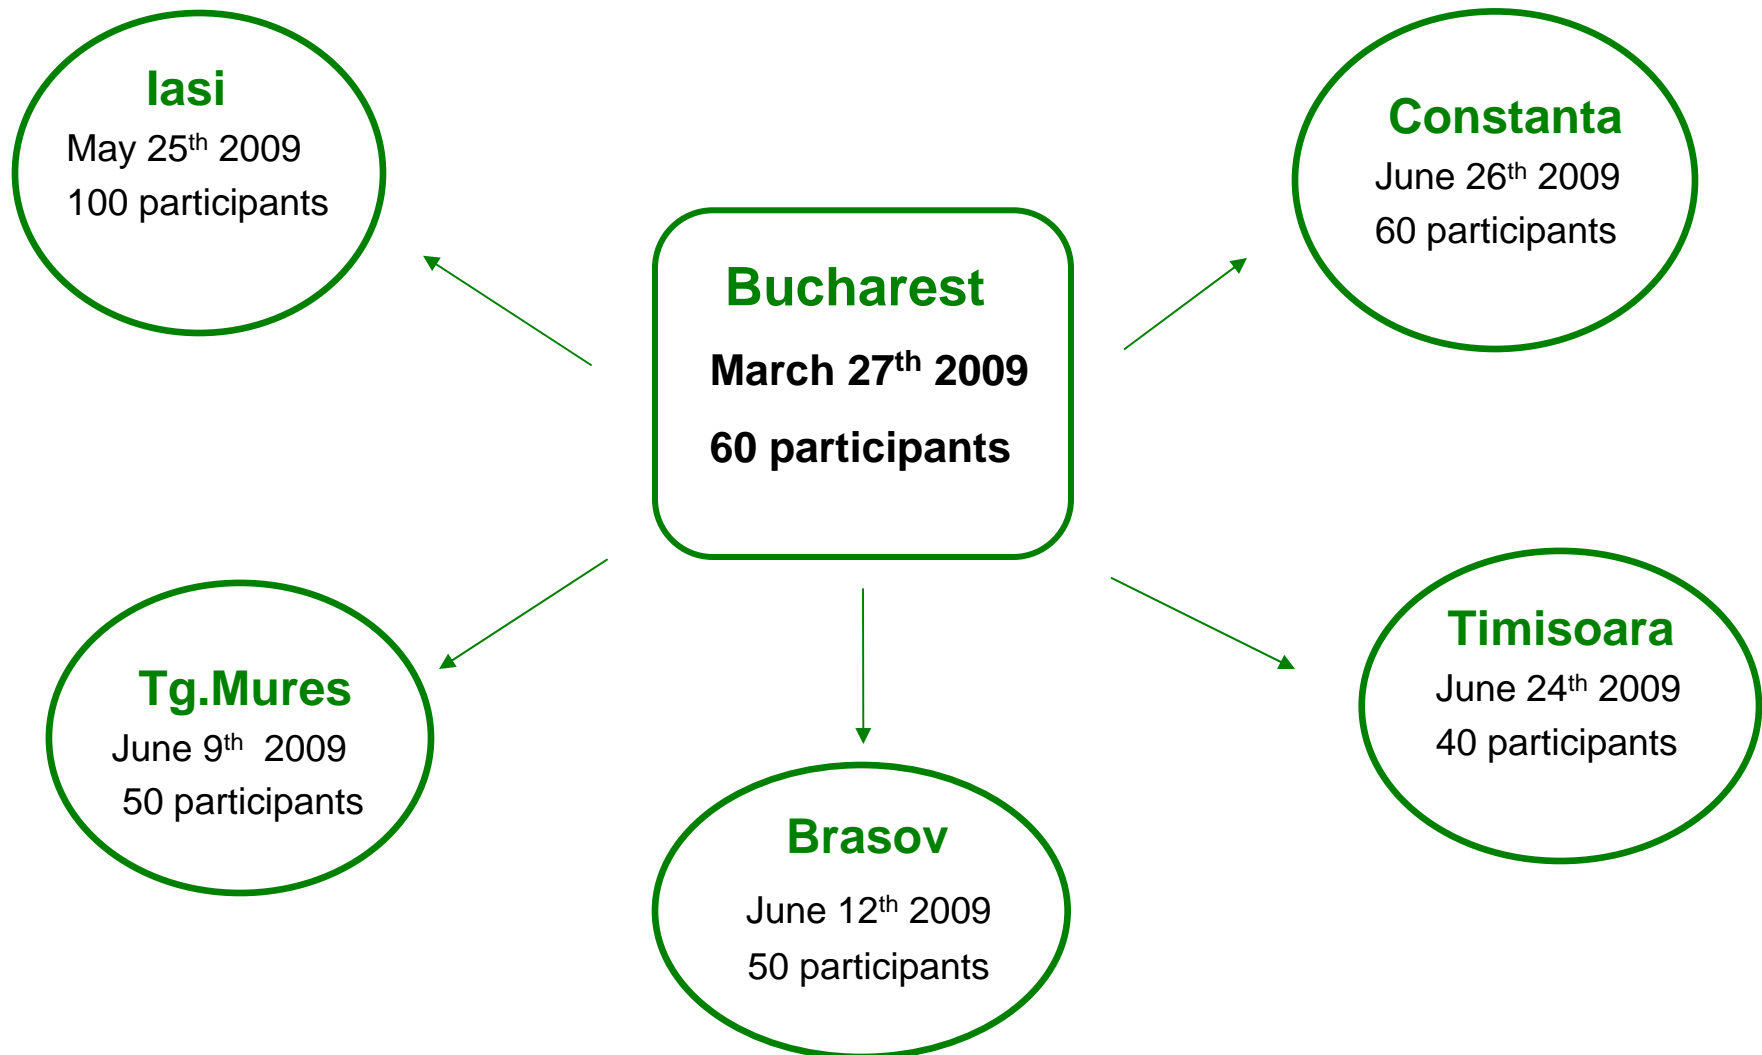 Iasi
May 25th 2009
100 participants
Constanta
June 26th 2009
60 participants
Bucharest
March 27th 2009
60 participants
Tg.Mures
June 9th 2009
50 participants
Brasov
June 12th 2009
50 participants
Timisoara
June 24th 2009
40 participants